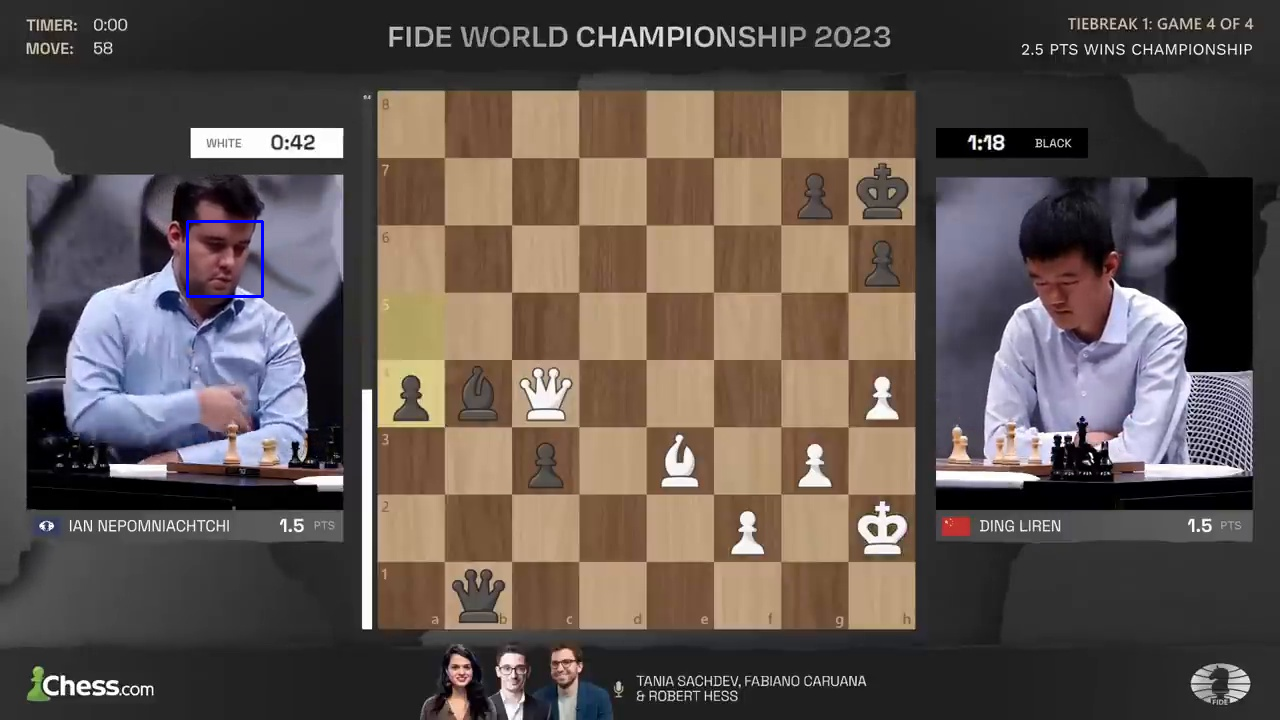 TIMER: 0:00
MOVE: 58
FIDE WORLD CHAMPIONSHIP 2023
TIEBREAK 1: GAME 4 OF 4
2.5 PTS WINS CHAMPIONSHIP
WHITE 0:42
1:18 BLACK
8
7
6
5
3
2
1
a b c d e f g h
IAN NEPOMNIACHTCHI 1.5 PTS
DING LIREN 1.5 PTS
Chess.com
TANIA SACHDEV, FABIANO CARUANA
& ROBERT HESS
FIDE